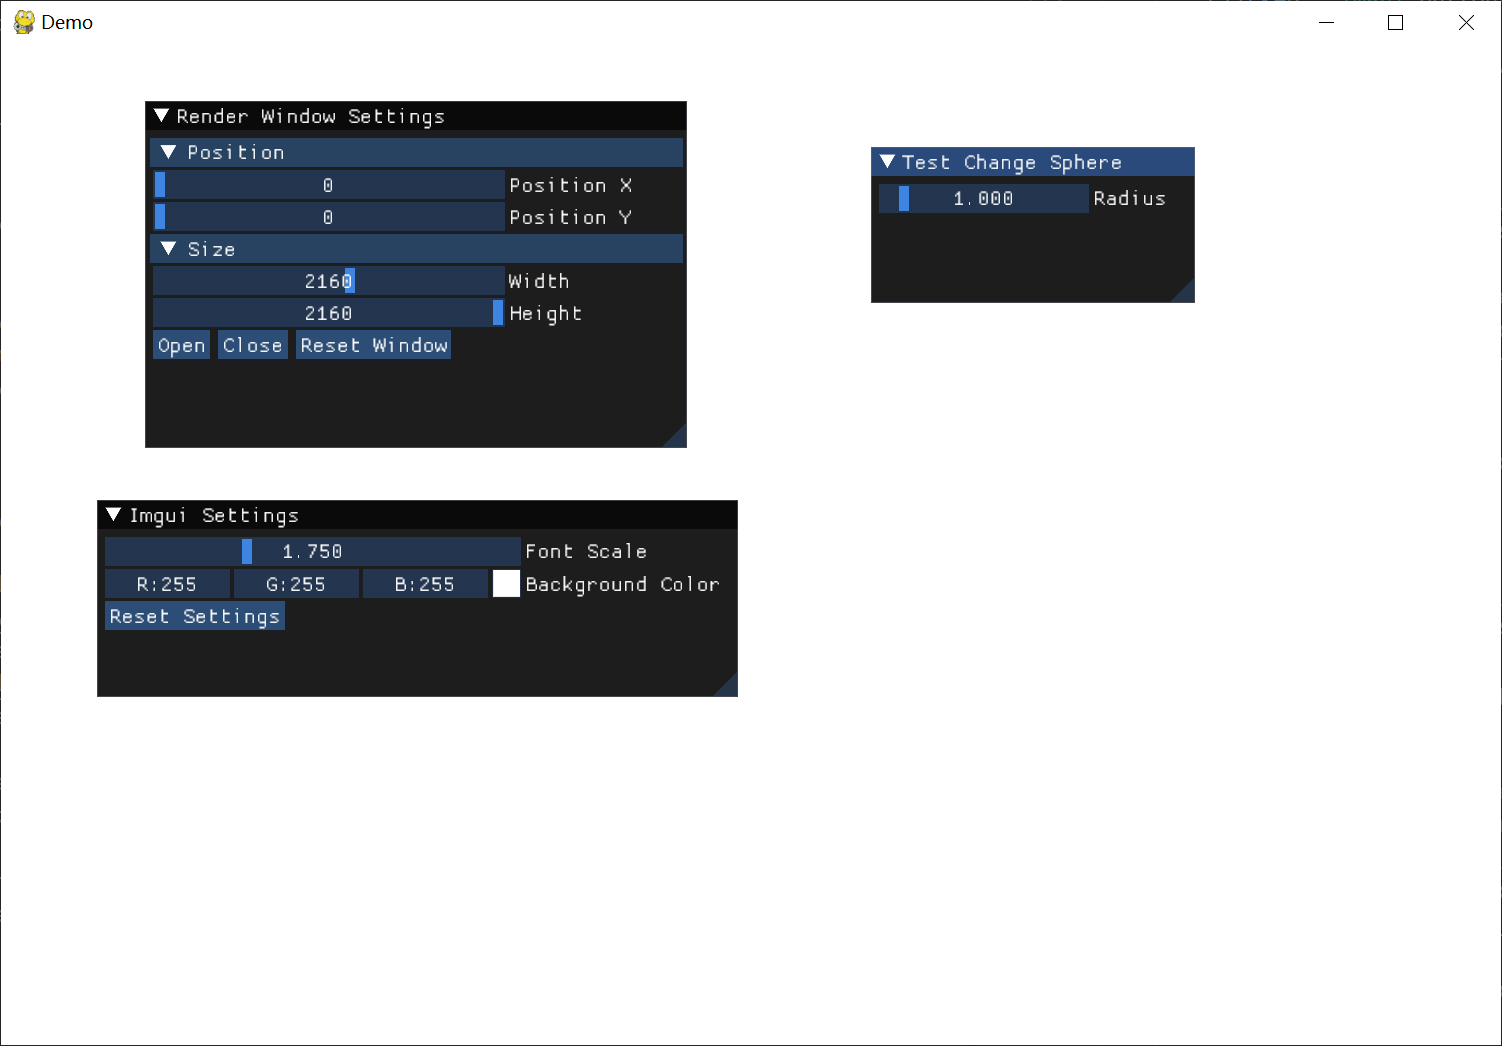 Demo
Render Window Settings
Position
0 Position X
0 Position Y
Size
2160 Width
2160 Height
Open Close Reset Window
Test Change Sphere
1.000 Radius
Imgui Settings
1.750 Font Scale
R:255 G:255 B:255 Background Color
Reset Settings